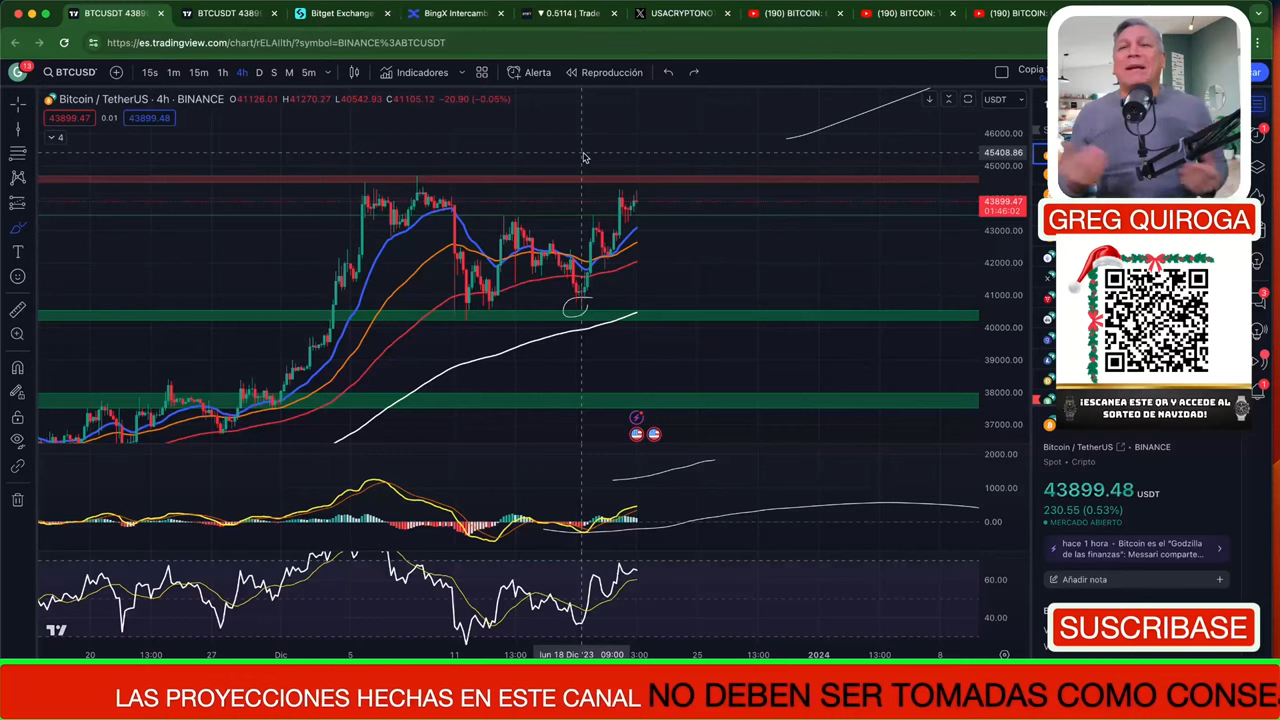 BTCUSDT 43899
BTCUSDT 4389
Bitget Exchange
BingX Intercamb
▼ 0.5114 | Trade
USACRYPTONOT
(190) BITCOIN:
(190) BITCOIN:
(190) BITCOIN:
https://es.tradingview.com/chart/rELAIlth/?symbol=BINANCE%3ABTCUSDT
G
13
BTCUSDT
15s
1m
15m
1h
4h
D
S
M
5m
Indicadores
Alerta
Reproducción
Copia S
Bitcoin / TetherUS · 4h · BINANCE
O41126.01 H41270.27 L40542.93 C41105.12 -20.90 (-0.05%)
43899.47
0.01
43899.48
4
USDT
46000.00
45408.86
45000.00
43899.47
01:46:02
43000.00
42000.00
41000.00
40000.00
39000.00
38000.00
37000.00
2000.00
1000.00
0.00
60.00
40.00
20
13:00
27
Dic
5
11
13:00
lun 18 Dic '23 09:00
3:00
25
13:00
2024
13:00
8
GREG QUIROGA
¡ESCANEA ESTE QR Y ACCEDE AL
SORTEO DE NAVIDAD!
Bitcoin / TetherUS
BINANCE
Spot • Cripto
43899.48 USDT
230.55 (0.53%)
MERCADO ABIERTO
hace 1 hora • Bitcoin es el "Godzilla
de las finanzas": Messari comparte...
Añadir nota
SUSCRIBASE
LAS PROYECCIONES HECHAS EN ESTE CANAL NO DEBEN SER TOMADAS COMO CONSE